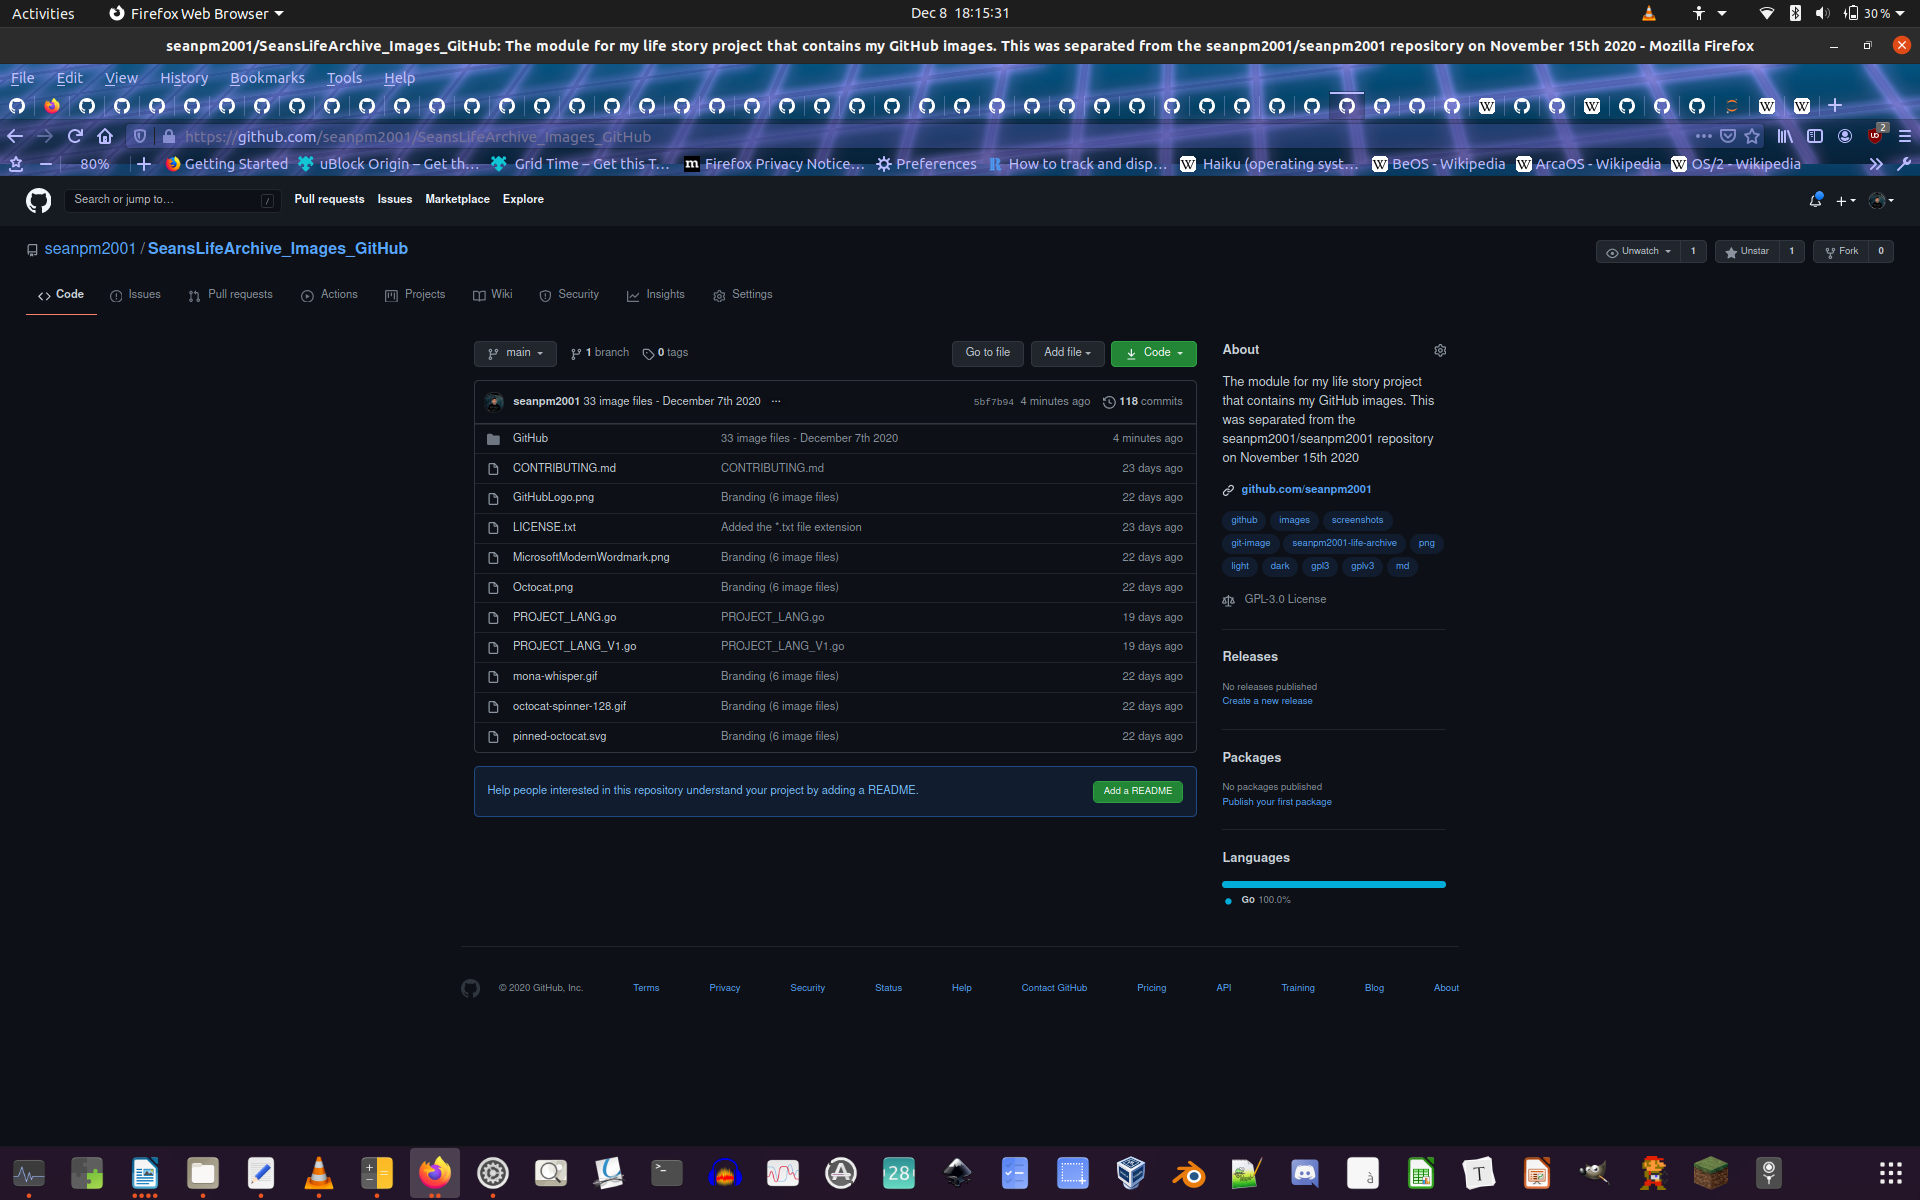 Activities Firefox Web Browser Dec 8 18:15:31 30 %
seanpm2001/SeansLifeArchive_Images_GitHub: The module for my life story project that contains my GitHub images. This was separated from the seanpm2001/seanpm2001 repository on November 15th 2020 - Mozilla Firefox
File Edit View History Bookmarks Tools Help
https://github.com/seanpm2001/SeansLifeArchive_Images_GitHub 2
80% Getting Started uBlock Origin – Get th… Grid Time – Get this T… Firefox Privacy Notice… Preferences How to track and disp… Haiku (operating syst… BeOS - Wikipedia ArcaOS - Wikipedia OS/2 - Wikipedia
Search or jump to… / Pull requests Issues Marketplace Explore
seanpm2001 / SeansLifeArchive_Images_GitHub Unwatch 1 Unstar 1 Fork 0
Code Issues Pull requests Actions Projects Wiki Security Insights Settings
main 1 branch 0 tags Go to file Add file Code
seanpm2001 33 image files - December 7th 2020 ... 5bf7b94 4 minutes ago 118 commits
GitHub 33 image files - December 7th 2020 4 minutes ago
CONTRIBUTING.md CONTRIBUTING.md 23 days ago
GitHubLogo.png Branding (6 image files) 22 days ago
LICENSE.txt Added the *.txt file extension 23 days ago
MicrosoftModernWordmark.png Branding (6 image files) 22 days ago
Octocat.png Branding (6 image files) 22 days ago
PROJECT_LANG.go PROJECT_LANG.go 19 days ago
PROJECT_LANG_V1.go PROJECT_LANG_V1.go 19 days ago
mona-whisper.gif Branding (6 image files) 22 days ago
octocat-spinner-128.gif Branding (6 image files) 22 days ago
pinned-octocat.svg Branding (6 image files) 22 days ago
Help people interested in this repository understand your project by adding a README. Add a README
About
The module for my life story project
that contains my GitHub images. This
was separated from the
seanpm2001/seanpm2001 repository
on November 15th 2020
github.com/seanpm2001
github images screenshots
git-image seanpm2001-life-archive png
light dark gpl3 gplv3 md
GPL-3.0 License
Releases
No releases published
Create a new release
Packages
No packages published
Publish your first package
Languages
Go 100.0%
© 2020 GitHub, Inc. Terms Privacy Security Status Help Contact GitHub Pricing API Training Blog About
28